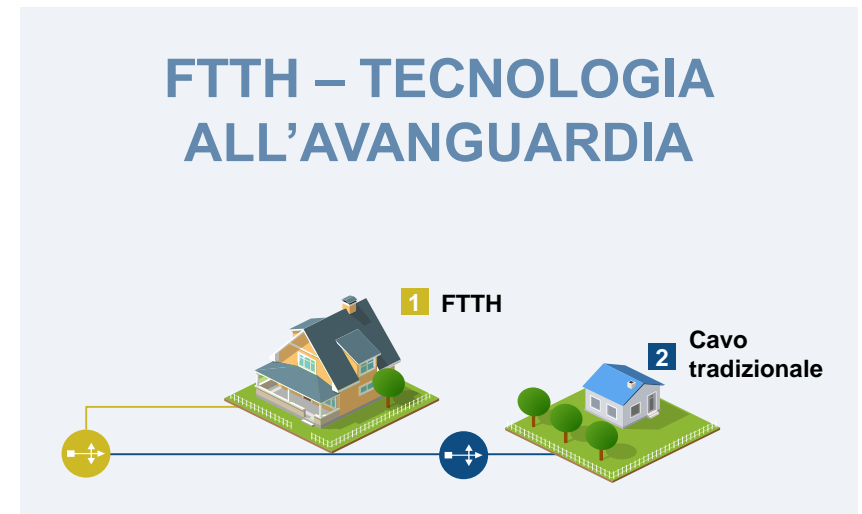 FTTH – TECNOLOGIA
ALL’AVANGUARDIA
1 FTTH
2 Cavo
tradizionale